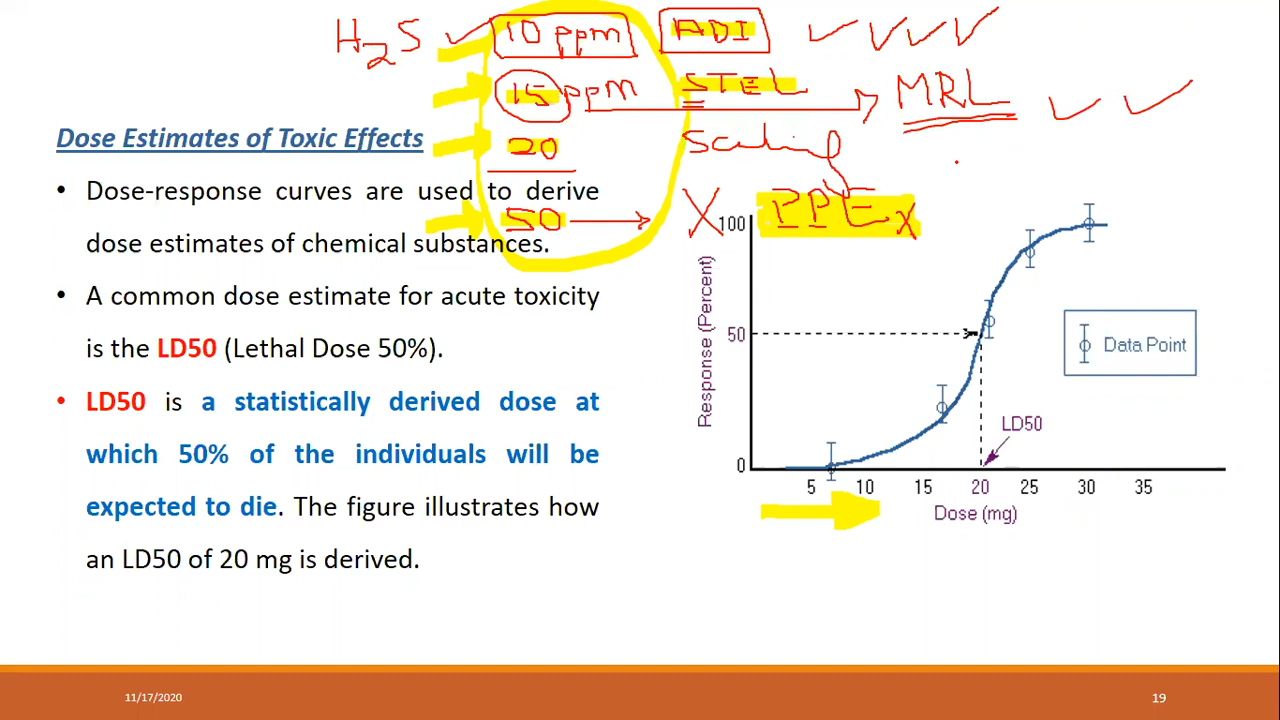 H2S 10 ppm ADI
15 ppm STEL MRL
Dose Estimates of Toxic Effects
20
50 X PPE x
• Dose-response curves are used to derive
dose estimates of chemical substances.
• A common dose estimate for acute toxicity
is the LD50 (Lethal Dose 50%).
• LD50 is a statistically derived dose at
which 50% of the individuals will be
expected to die. The figure illustrates how
an LD50 of 20 mg is derived.
100
50
0
Response (Percent)
Data Point
LD50
5 10 15 20 25 30 35
Dose (mg)
11/17/2020
19